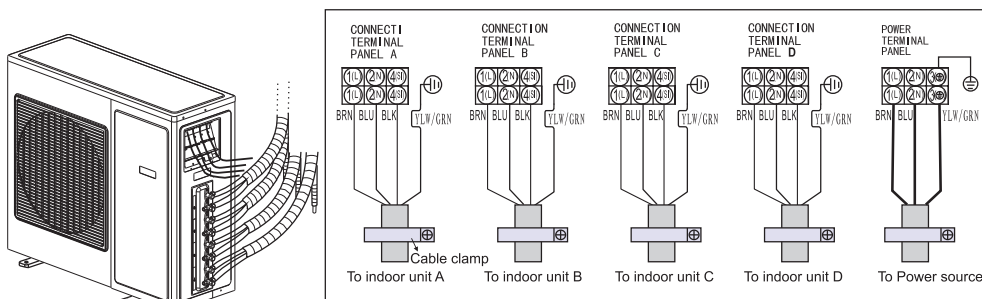 CONNECTI
TERMINAL
PANEL A
1(L) 2(N) 4(SI)
1(L) 2(N) 4(SI)
BRN BLU BLK YLW/GRN
Cable clamp
To indoor unit A
CONNECTION
TERMINAL
PANEL B
1(L) 2(N) 4(SI)
1(L) 2(N) 4(SI)
BRN BLU BLK YLW/GRN
To indoor unit B
CONNECTION
TERMINAL
PANEL C
1(L) 2(N) 4(SI)
1(L) 2(N) 4(SI)
BRN BLU BLK YLW/GRN
To indoor unit C
CONNECTION
TERMINAL
PANEL D
1(L) 2(N) 4(SI)
1(L) 2(N) 4(SI)
BRN BLU BLK YLW/GRN
To indoor unit D
POWER
TERMINAL
PANEL
1(L) 2(N) 3
1(L) 2(N) 3
BRN BLU YLW/GRN
To Power source